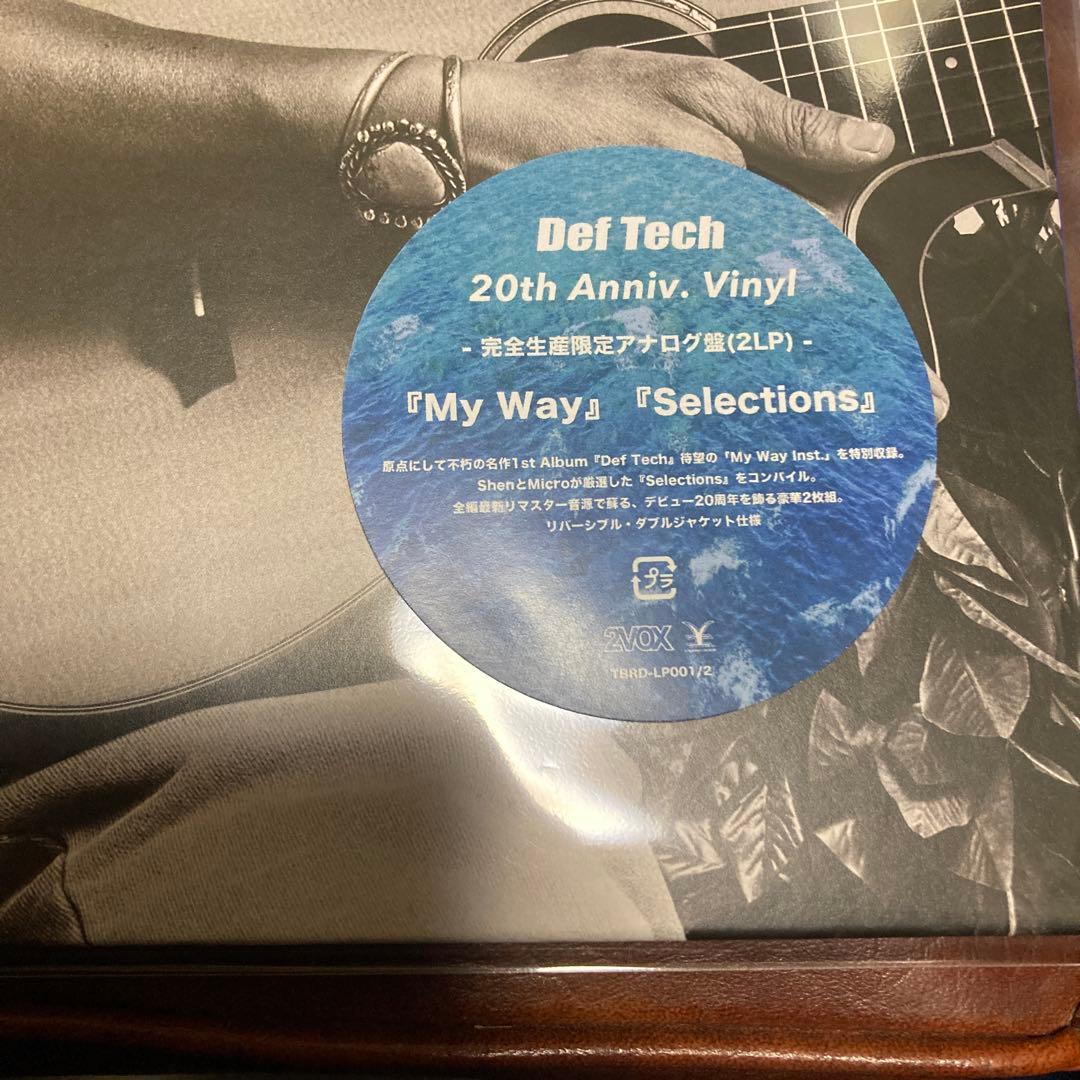 Def Tech
20th Anniv. Vinyl
- 完全生産限定アナログ盤(2LP) -
『My Way』『Selections』
原点にして不朽の名作1st Album『Def Tech』待望の「My Way Inst.」を特別収録。
ShenとMicroが厳選した『Selections』をコンパイル。
全編最新リマスター音源で蘇る、デビュー20周年を飾る豪華2枚組。
リバーシブル・ダブルジャケット仕様
プラ
2VOX
TBRD-LP001/2